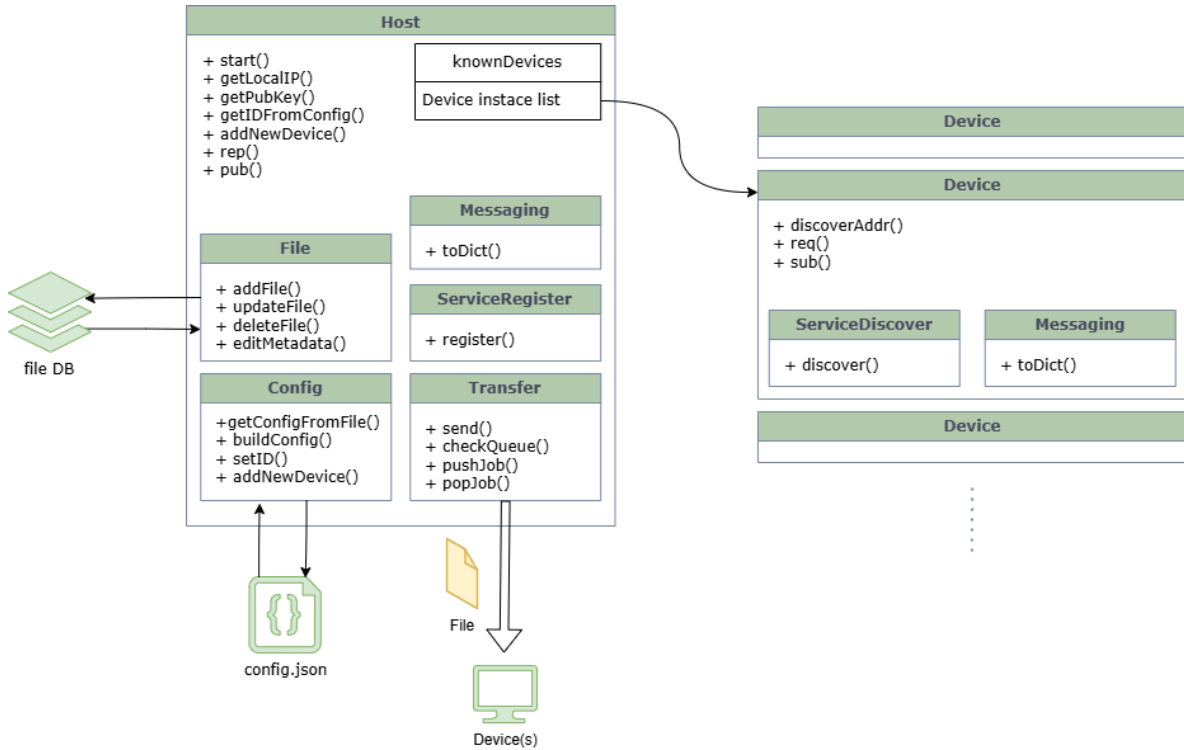 Host
+ start()
+ getLocalIP()
+ getPubKey()
+ getIDFromConfig()
+ addNewDevice()
+ rep()
+ pub()
knownDevices
Device instace list
Messaging
+ toDict()
File
+ addFile()
+ updateFile()
+ deleteFile()
+ editMetadata()
ServiceRegister
+ register()
Config
+getConfigFromFile()
+ buildConfig()
+ setID()
+ addNewDevice()
Transfer
+ send()
+ checkQueue()
+ pushJob()
+ popJob()
file DB
{}
config.json
File
Device(s)
Device
Device
+ discoverAddr()
+ req()
+ sub()
ServiceDiscover
+ discover()
Messaging
+ toDict()
Device